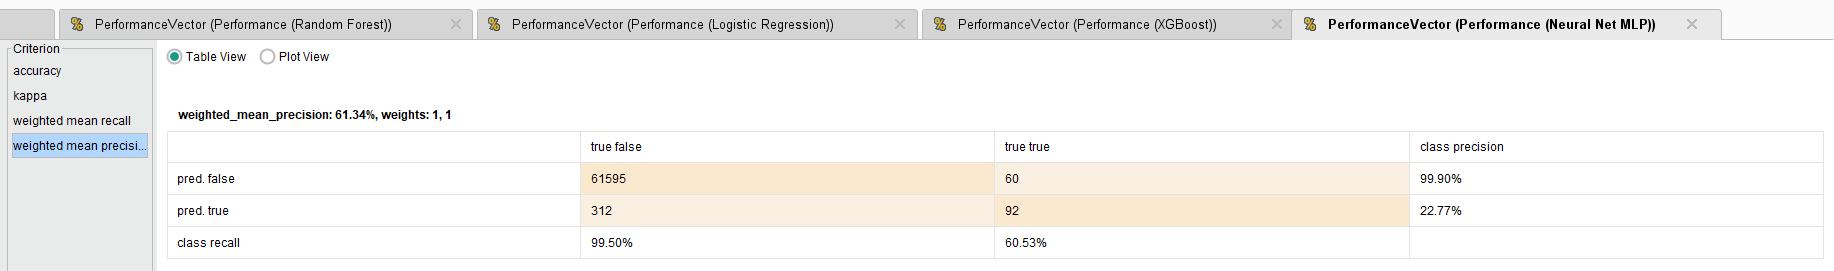 PerformanceVector (Performance (Random Forest))
PerformanceVector (Performance (Logistic Regression))
PerformanceVector (Performance (XGBoost))
PerformanceVector (Performance (Neural Net MLP))
Criterion
accuracy
kappa
weighted mean recall
weighted mean precisi...
Table View
Plot View
weighted_mean_precision: 61.34%, weights: 1, 1
true false
true true
class precision
pred. false
61595
60
99.90%
pred. true
312
92
22.77%
class recall
99.50%
60.53%